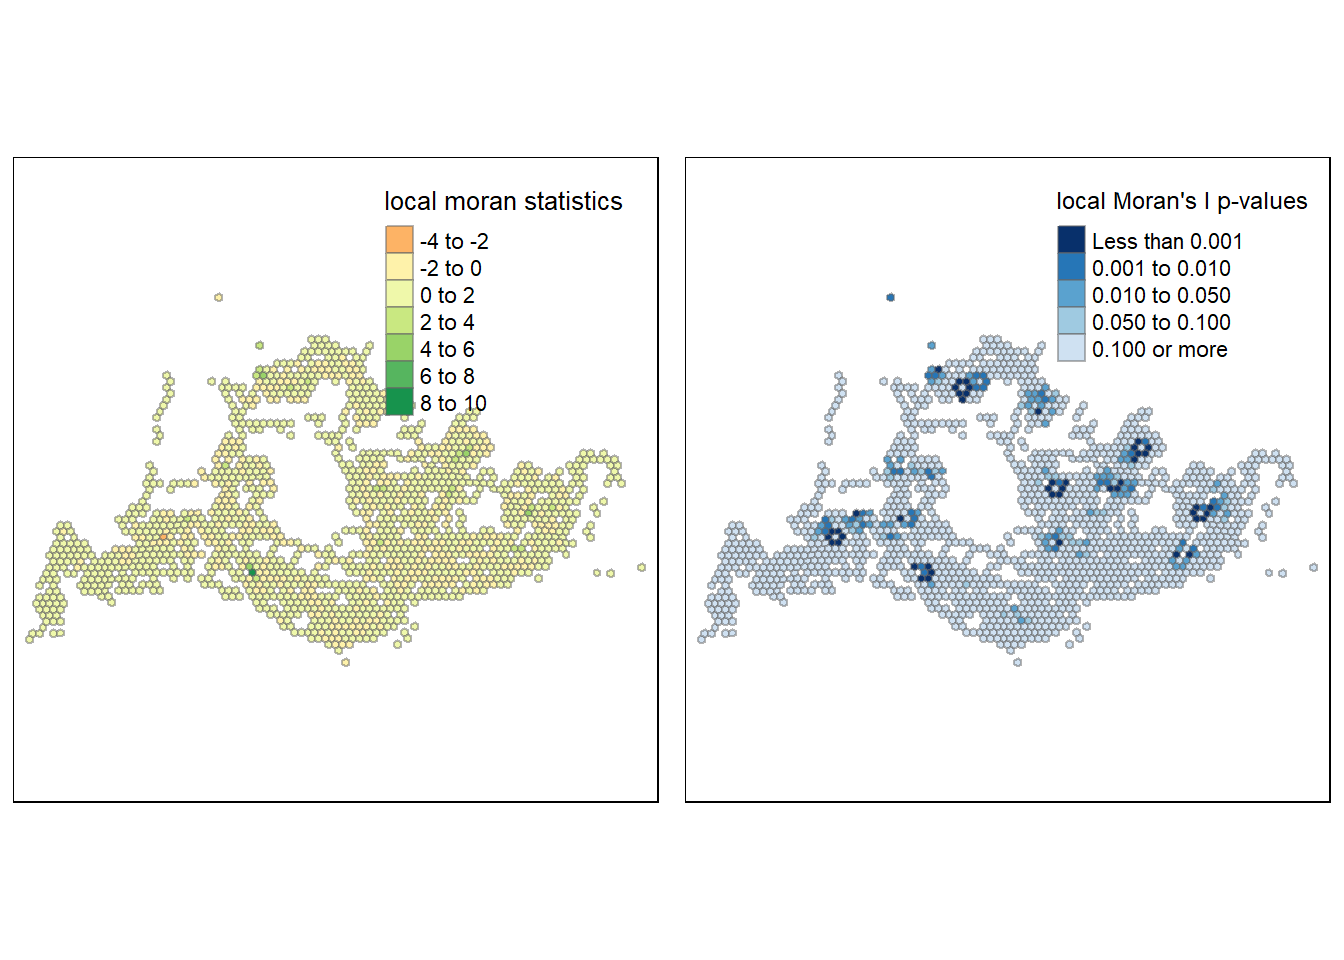 local moran statistics
-4 to -2
-2 to 0
0 to 2
2 to 4
4 to 6
6 to 8
8 to 10
local Moran's I p-values
Less than 0.001
0.001 to 0.010
0.010 to 0.050
0.050 to 0.100
0.100 or more